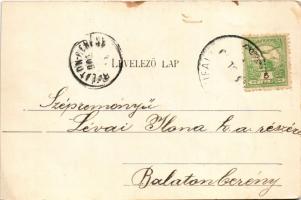 LEVELEZŐ LAP
Szépreményű
Lévai Ilona k.a. részére
Balatonberény